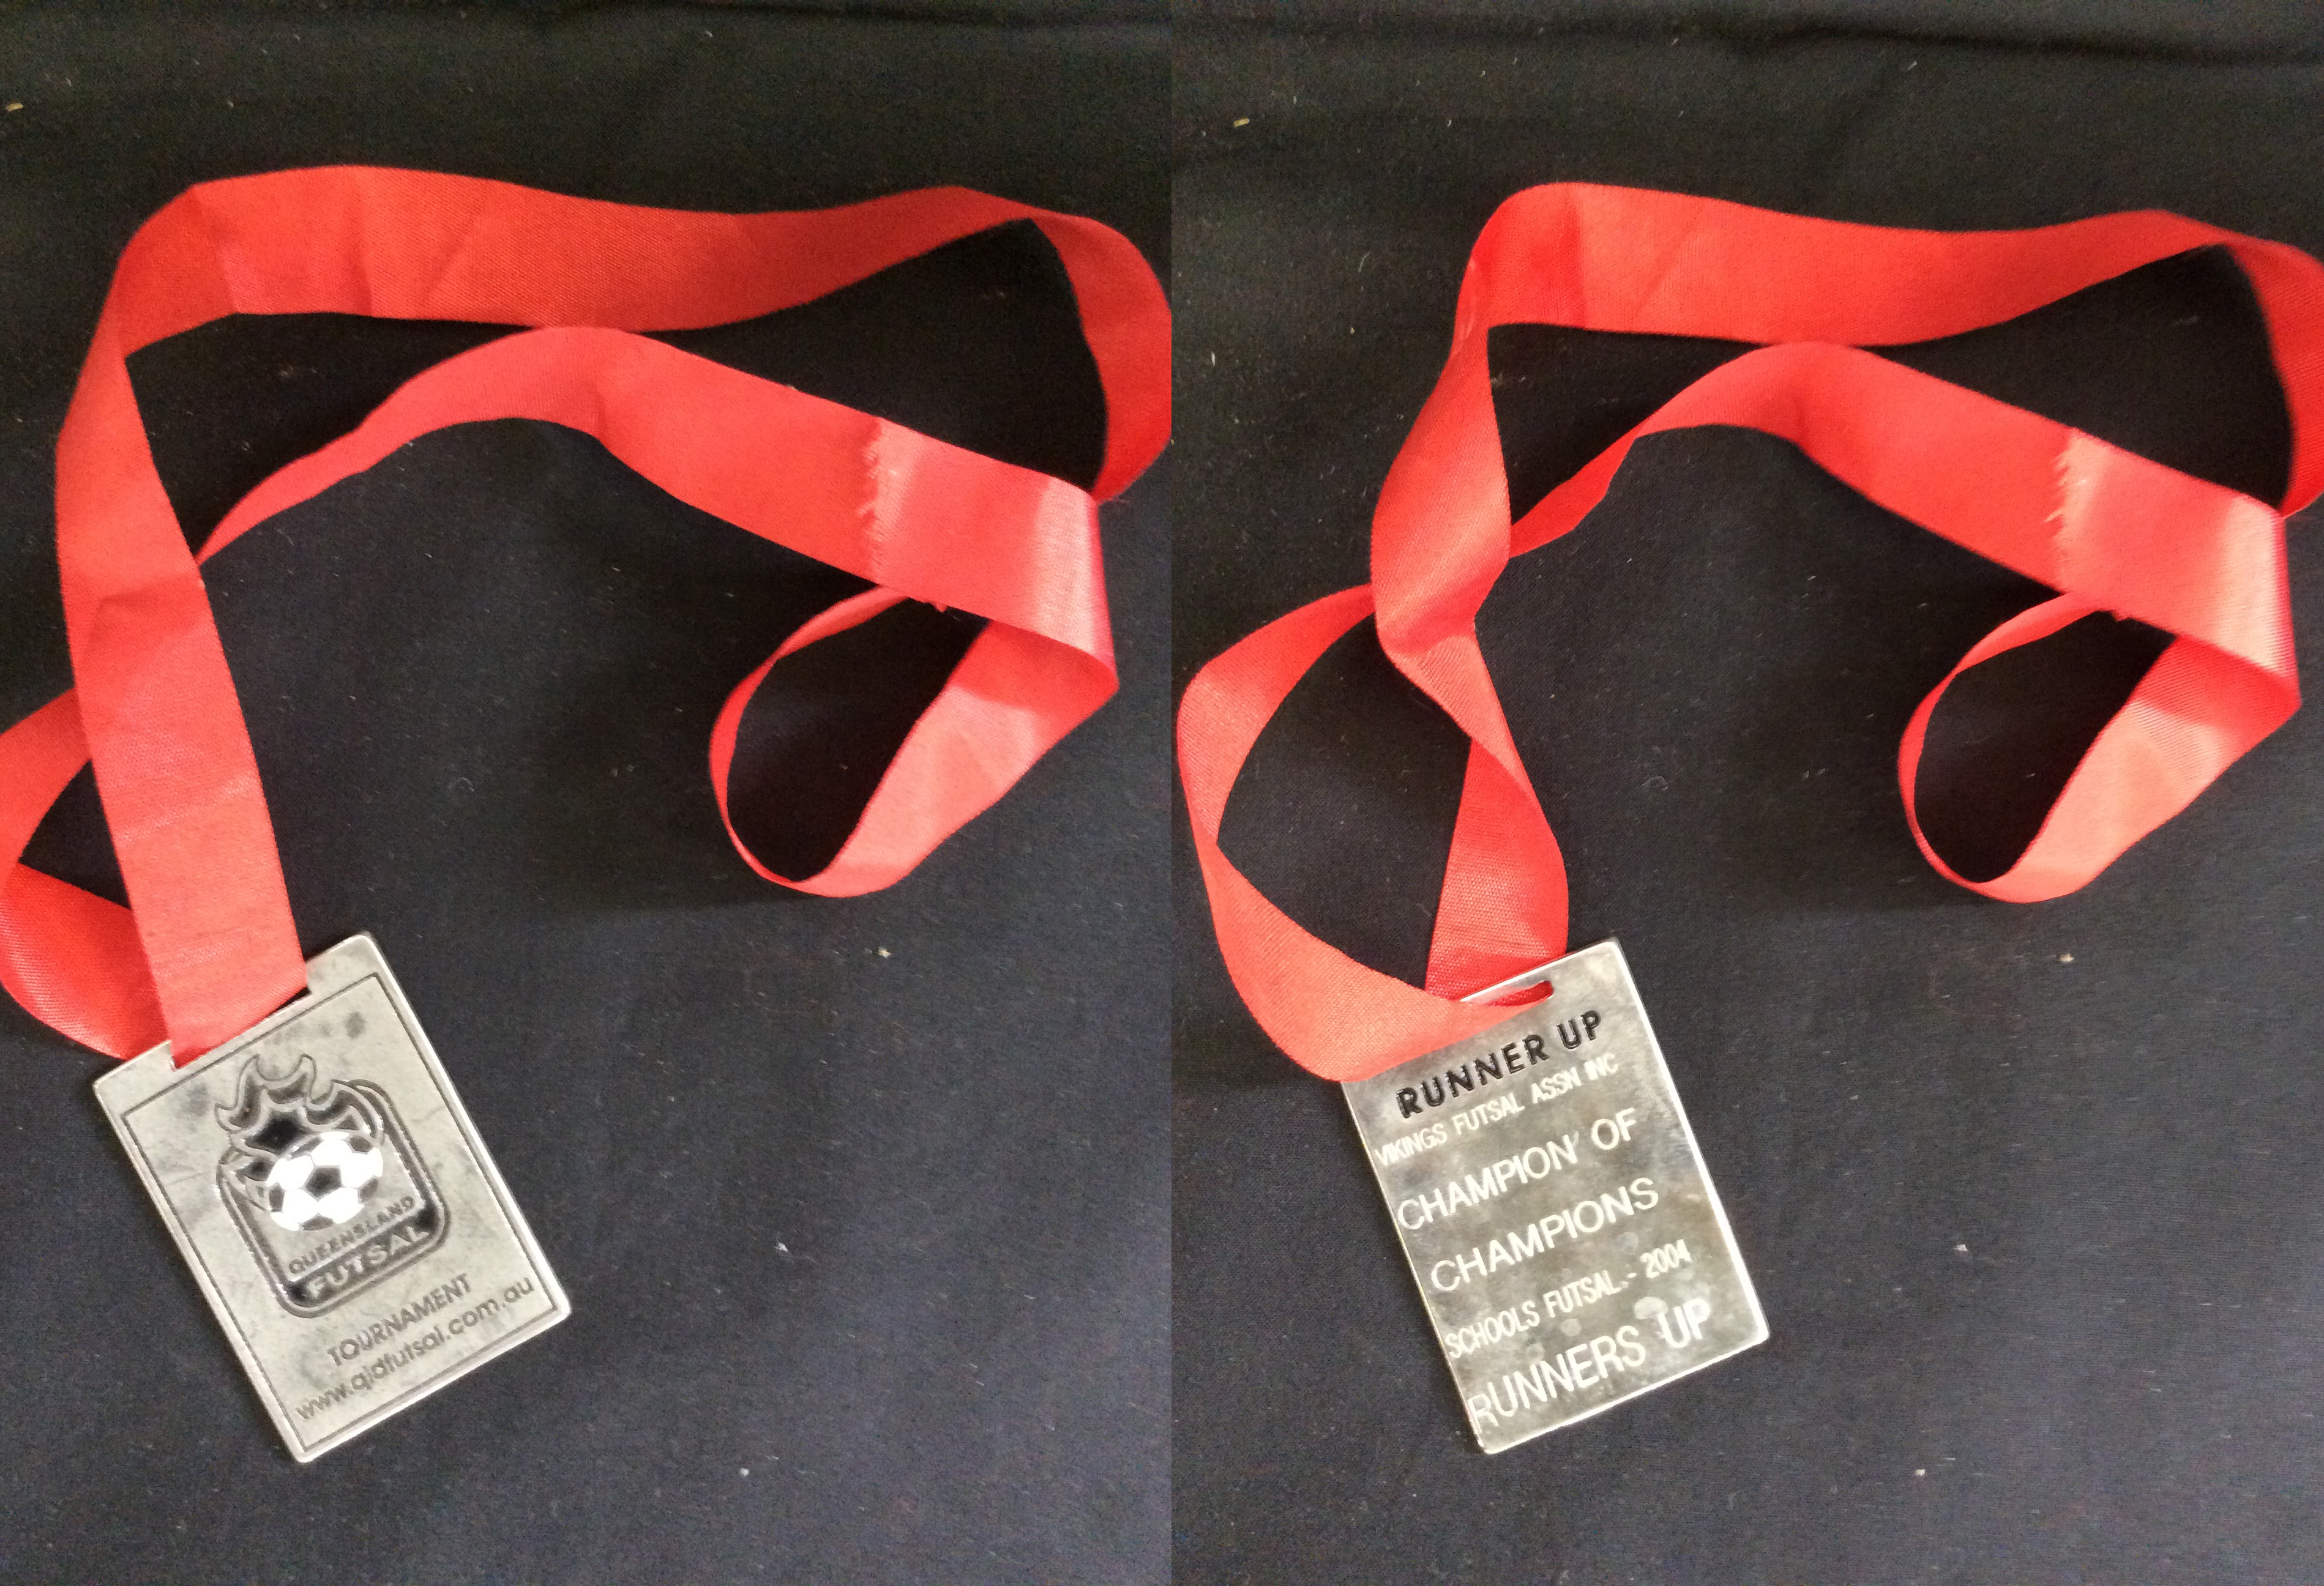 QUEENSLAND
FUTSAL
TOURNAMENT
www.qldfutsal.com.au
RUNNER UP
VIKINGS FUTSAL ASSN INC
CHAMPION' OF
CHAMPIONS
SCHOOLS FUTSAL - 2004
RUNNERS UP